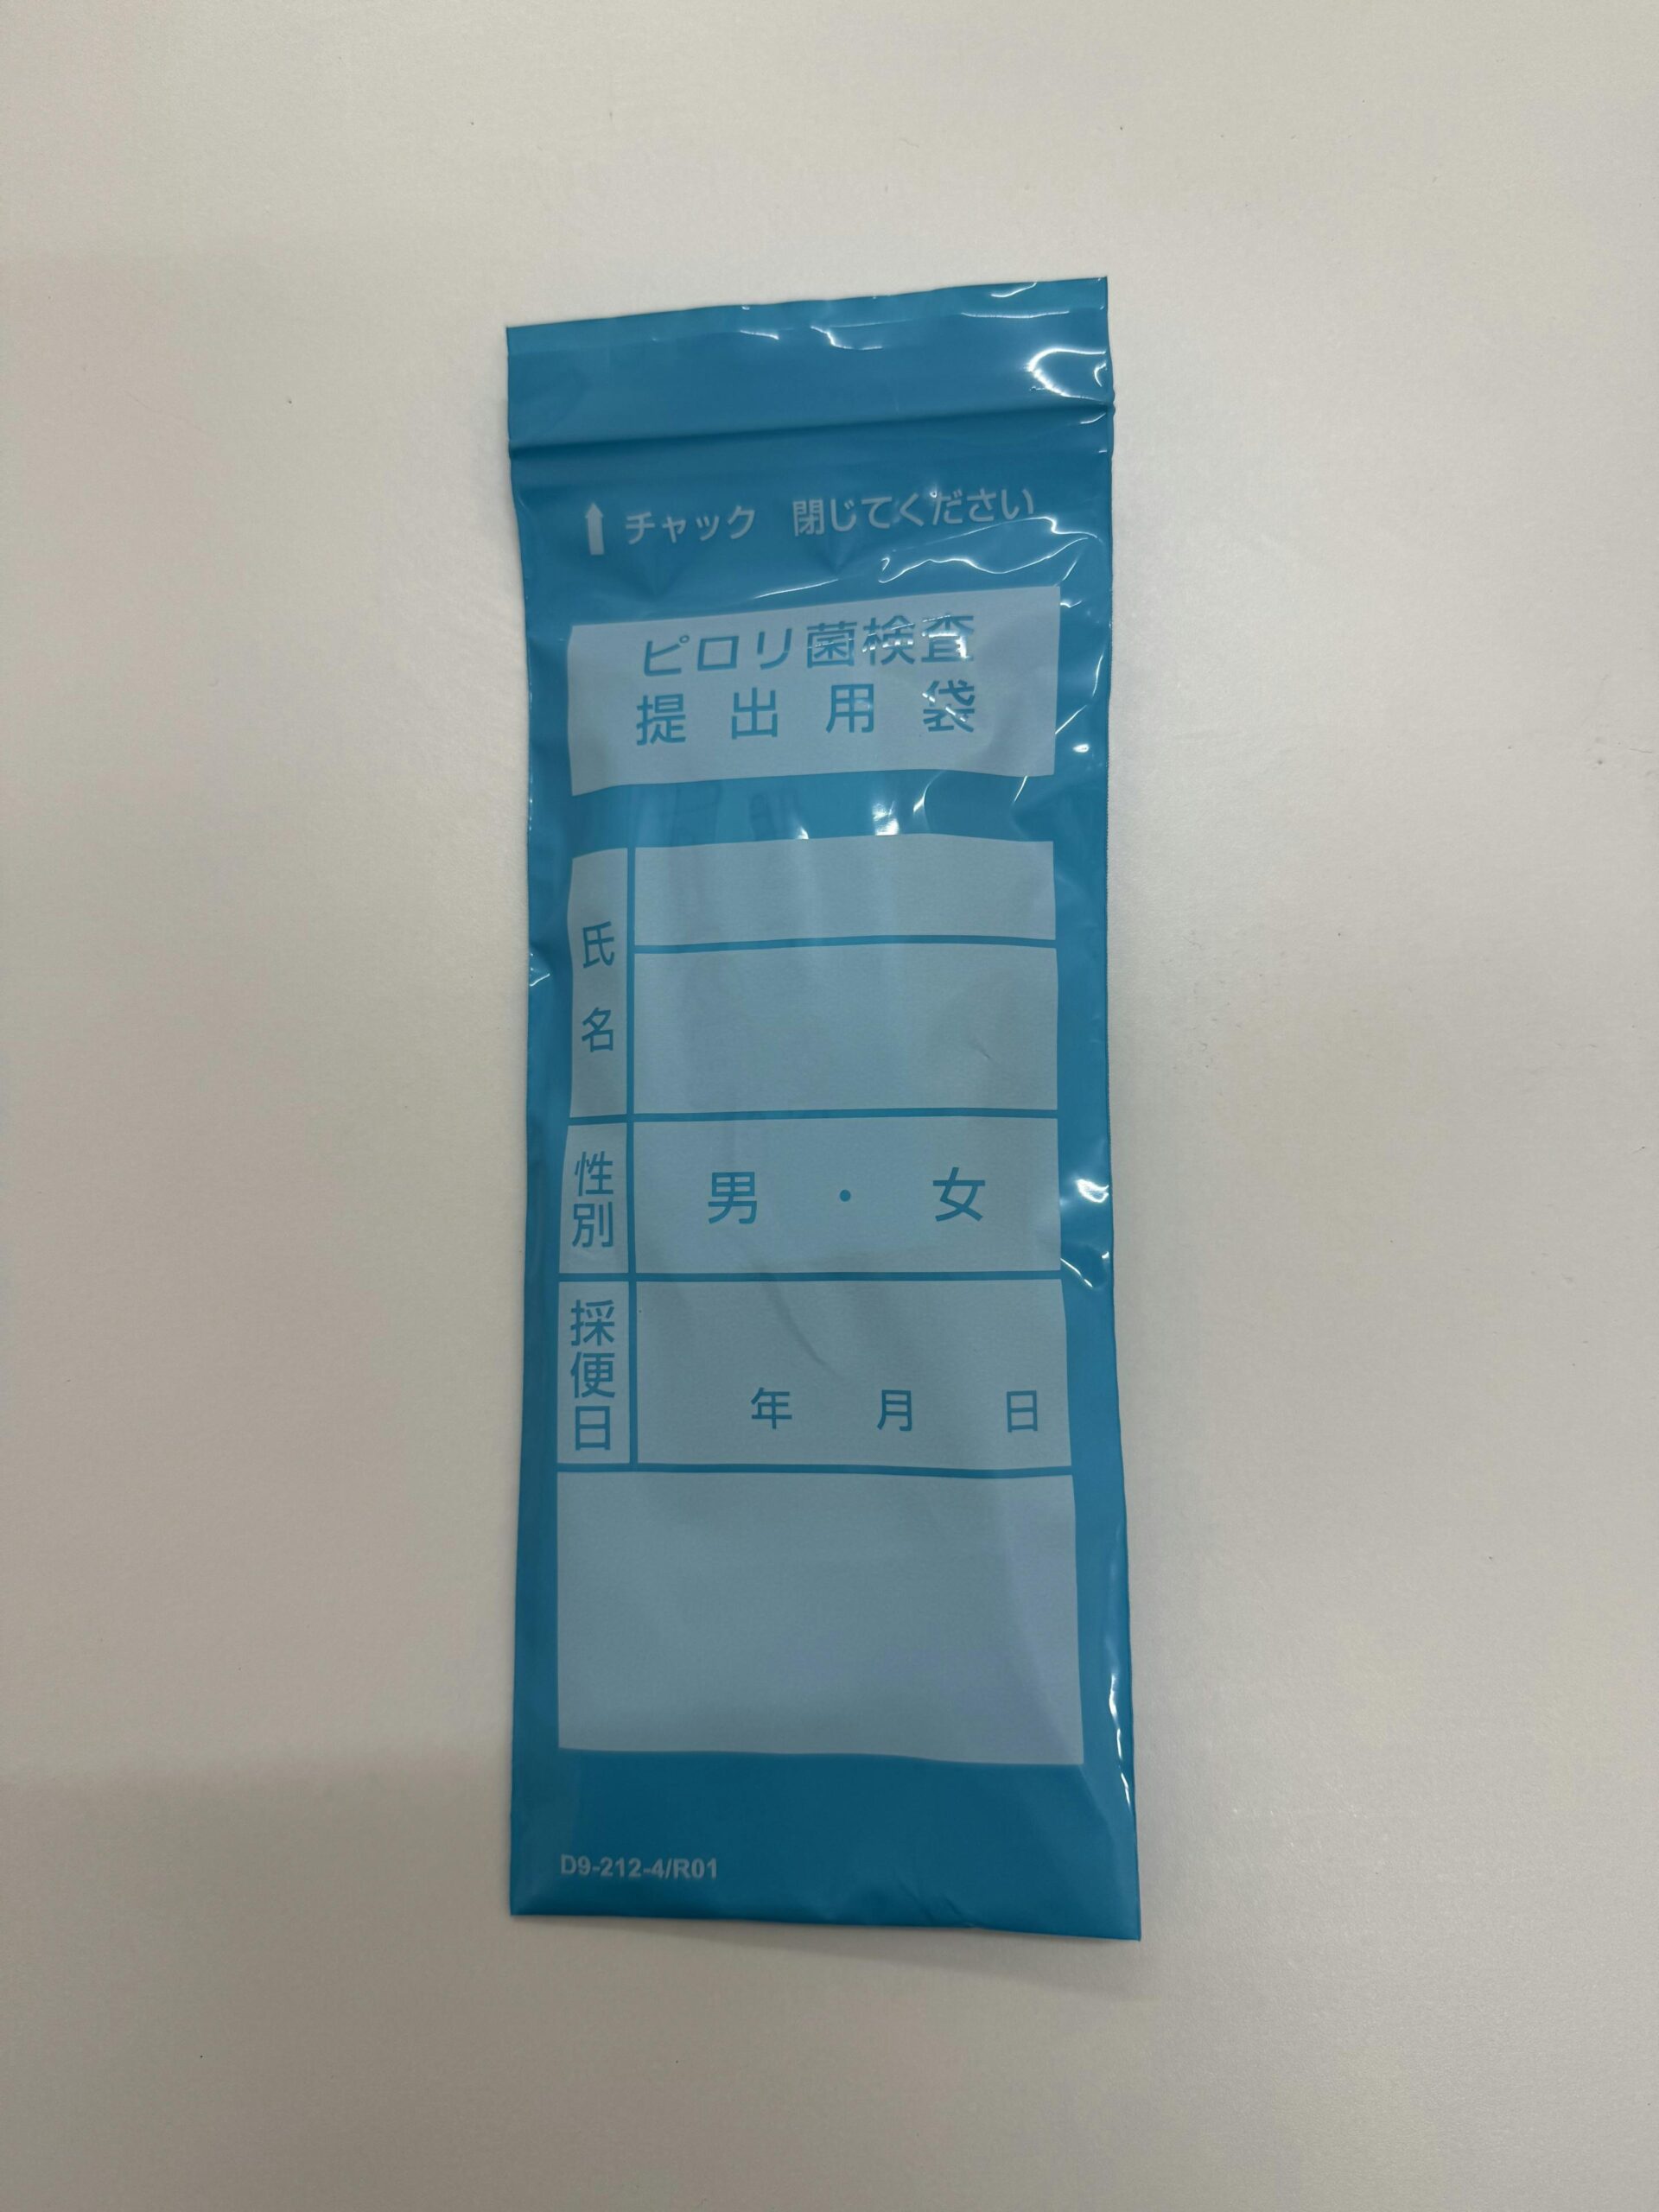 チャック 閉じてください
ピロリ菌検査
提出用袋
氏名
性別
男 ・ 女
採便日
年 月 日
D9-212-4/R01